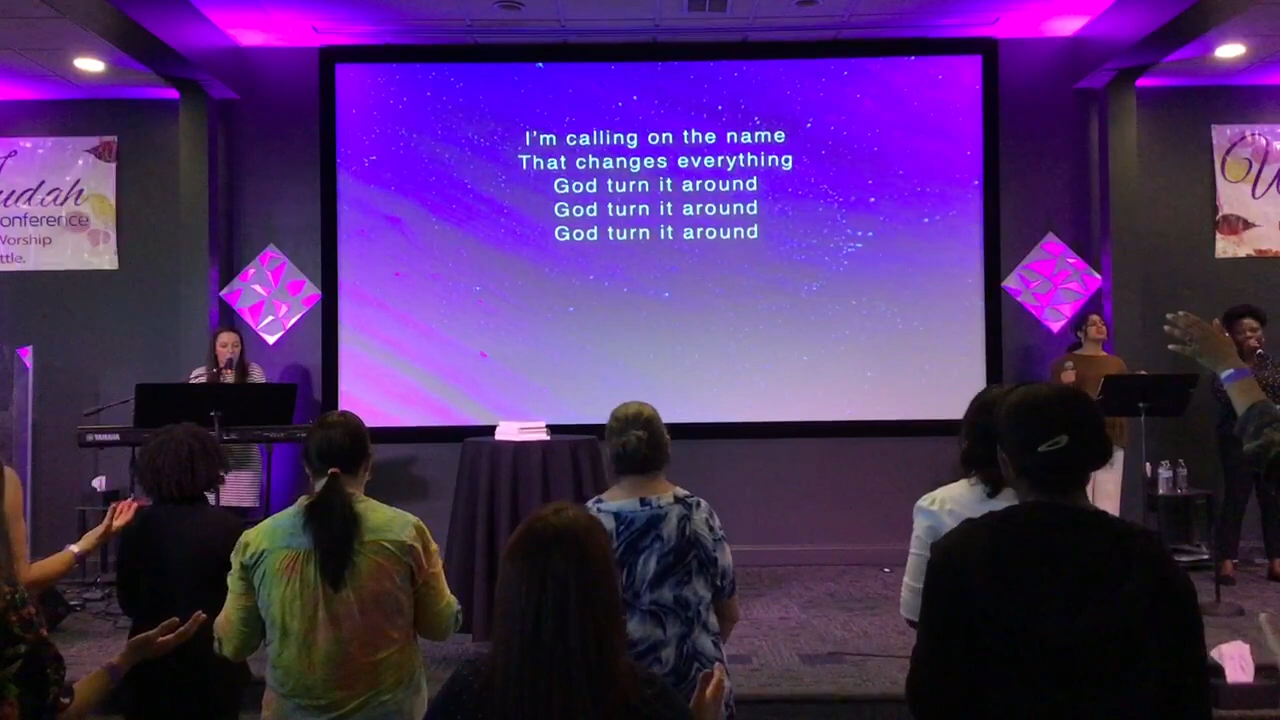 I'm calling on the name
That changes everything
God turn it around
God turn it around
God turn it around
udah
onference
Worship
ttle.
YAMAHA